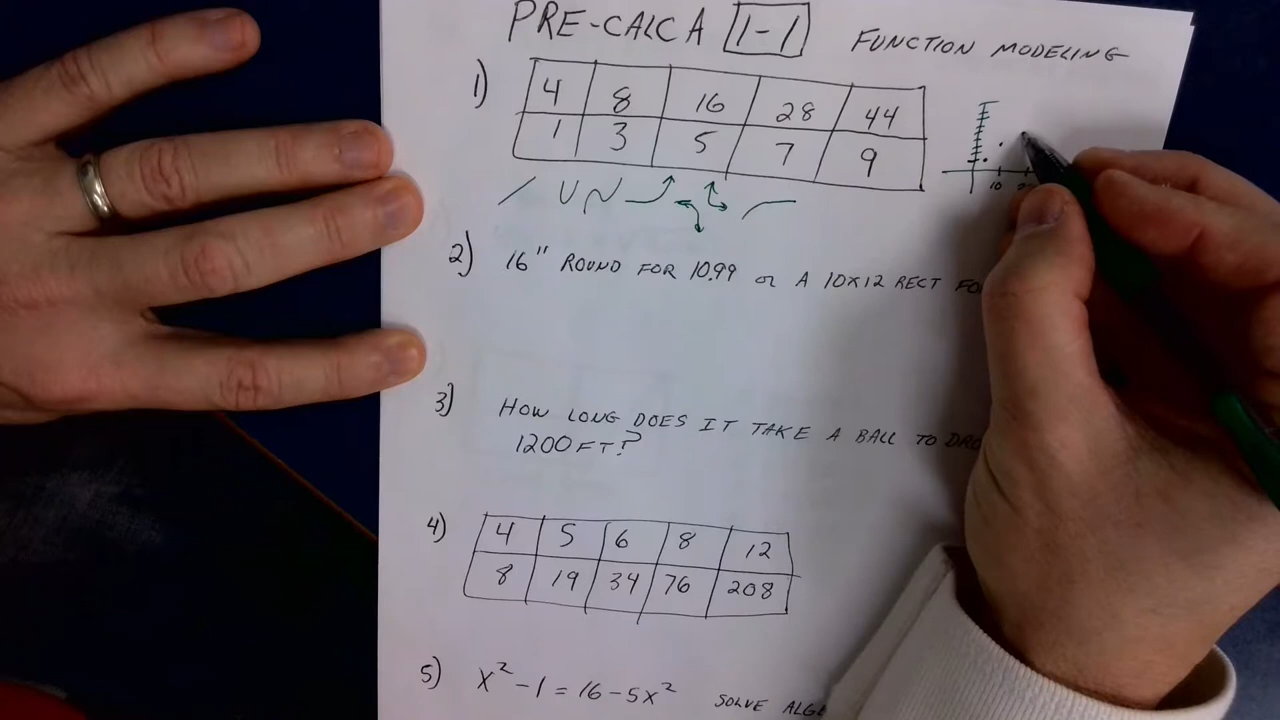 PRE-CALC A 1-1 FUNCTION MODELING
1) 4 8 16 28 44
1 3 5 7 9
10
2) 16" ROUND FOR 10.99 or A 10X12 RECT
3) HOW LONG DOES IT TAKE A BALL TO
1200 FT?
4) 4 5 6 8 12
8 19 34 76 208
5) X² - 1 = 16 - 5X² SOLVE